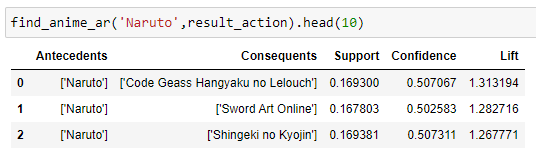 find_anime_ar('Naruto',result_action).head(10)
Antecedents Consequents Support Confidence Lift
0 ['Naruto'] ['Code Geass Hangyaku no Lelouch'] 0.169300 0.507067 1.313194
1 ['Naruto'] ['Sword Art Online'] 0.167803 0.502583 1.282716
2 ['Naruto'] ['Shingeki no Kyojin'] 0.169381 0.507311 1.267771